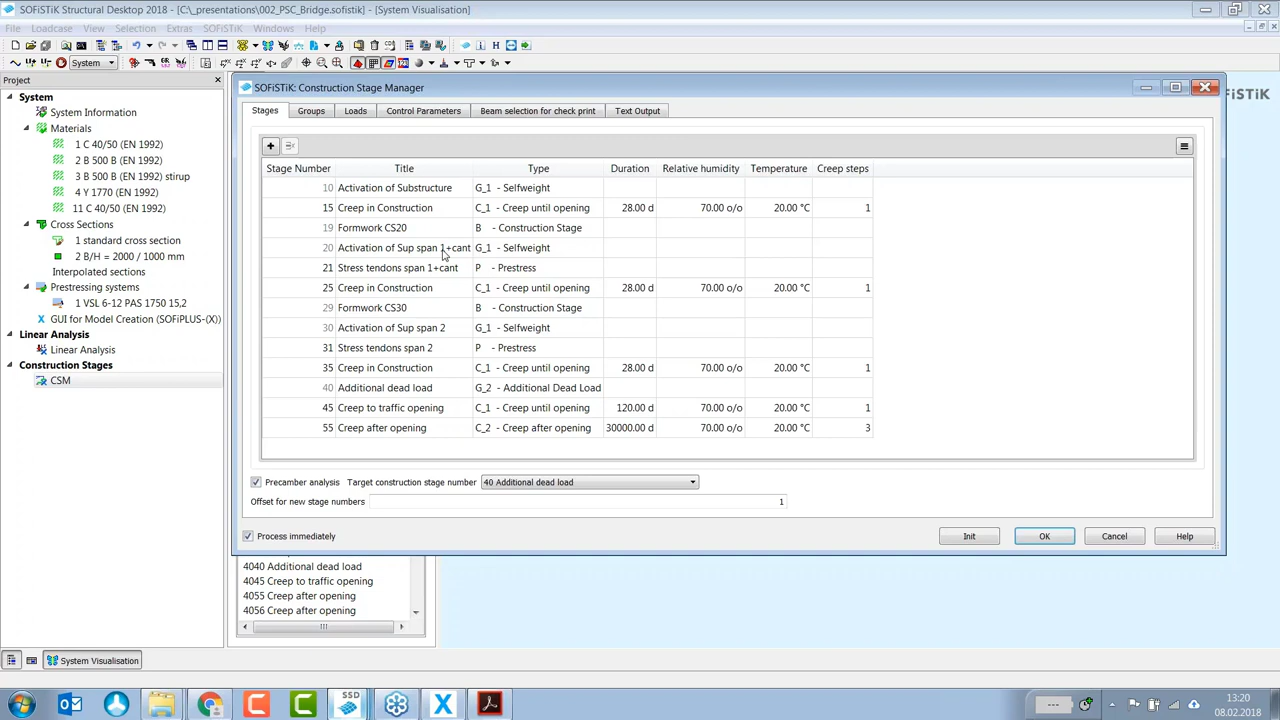 SOFiSTiK Structural Desktop 2018 - [C:\_presentations\002_PSC_Bridge.sofistik] - [System Visualisation]
File Loadcase View Selection Extras SOFiSTiK Windows Help
System
Project
System
System Information
Materials
1 C 40/50 (EN 1992)
2 B 500 B (EN 1992)
3 B 500 B (EN 1992) stirup
4 Y 1770 (EN 1992)
11 C 40/50 (EN 1992)
Cross Sections
1 standard cross section
2 B/H = 2000 / 1000 mm
Interpolated sections
Prestressing systems
1 VSL 6-12 PAS 1750 15,2
GUI for Model Creation (SOFiPLUS-(X))
Linear Analysis
Linear Analysis
Construction Stages
CSM
SOFiSTiK: Construction Stage Manager
Stages Groups Loads Control Parameters Beam selection for check print Text Output
Stage Number Title Type Duration Relative humidity Temperature Creep steps
10 Activation of Substructure G_1 - Selfweight
15 Creep in Construction C_1 - Creep until opening 28.00 d 70.00 o/o 20.00 °C 1
19 Formwork CS20 B - Construction Stage
20 Activation of Sup span 1+cant G_1 - Selfweight
21 Stress tendons span 1+cant P - Prestress
25 Creep in Construction C_1 - Creep until opening 28.00 d 70.00 o/o 20.00 °C 1
29 Formwork CS30 B - Construction Stage
30 Activation of Sup span 2 G_1 - Selfweight
31 Stress tendons span 2 P - Prestress
35 Creep in Construction C_1 - Creep until opening 28.00 d 70.00 o/o 20.00 °C 1
40 Additional dead load G_2 - Additional Dead Load
45 Creep to traffic opening C_1 - Creep until opening 120.00 d 70.00 o/o 20.00 °C 1
55 Creep after opening C_2 - Creep after opening 30000.00 d 70.00 o/o 20.00 °C 3
Precamber analysis Target construction stage number 40 Additional dead load
Offset for new stage numbers 1
Process immediately Init OK Cancel Help
4040 Additional dead load
4045 Creep to traffic opening
4055 Creep after opening
4056 Creep after opening
System Visualisation
SSD
13:20
08.02.2018